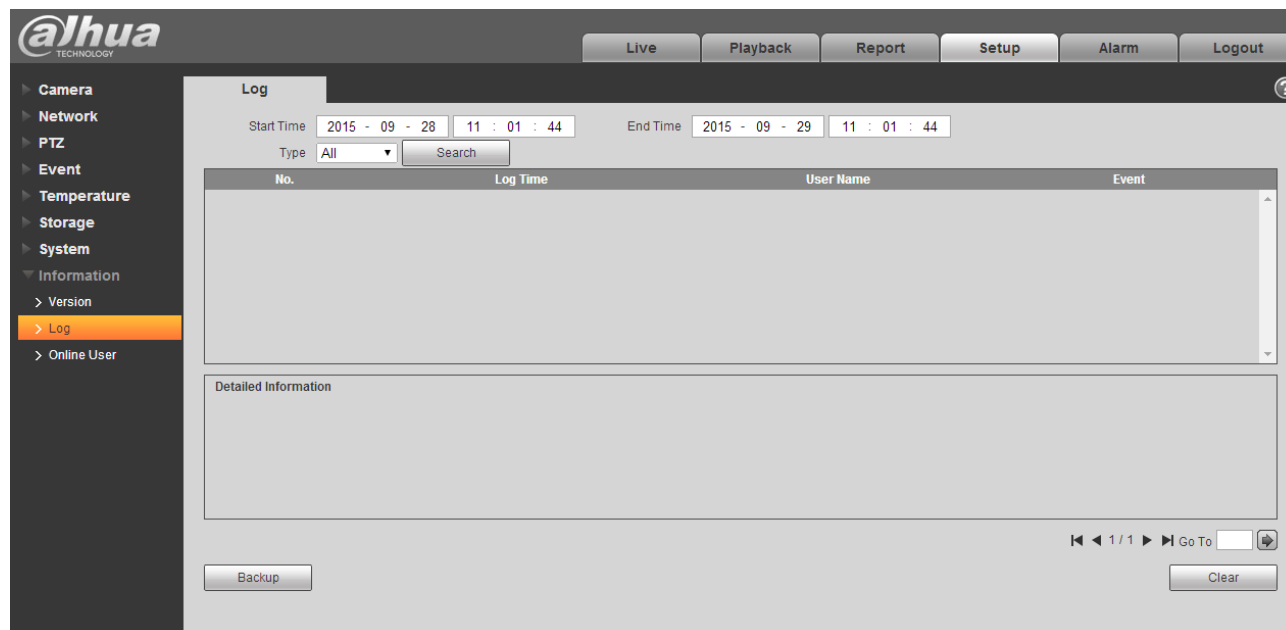 alhua
TECHNOLOGY
Live Playback Report Setup Alarm Logout
Camera
Network
PTZ
Event
Temperature
Storage
System
Information
> Version
> Log
> Online User
Log
?
Start Time 2015 - 09 - 28 11 : 01 : 44 End Time 2015 - 09 - 29 11 : 01 : 44
Type All Search
No. Log Time User Name Event
Detailed Information
1 / 1 Go To
Backup Clear